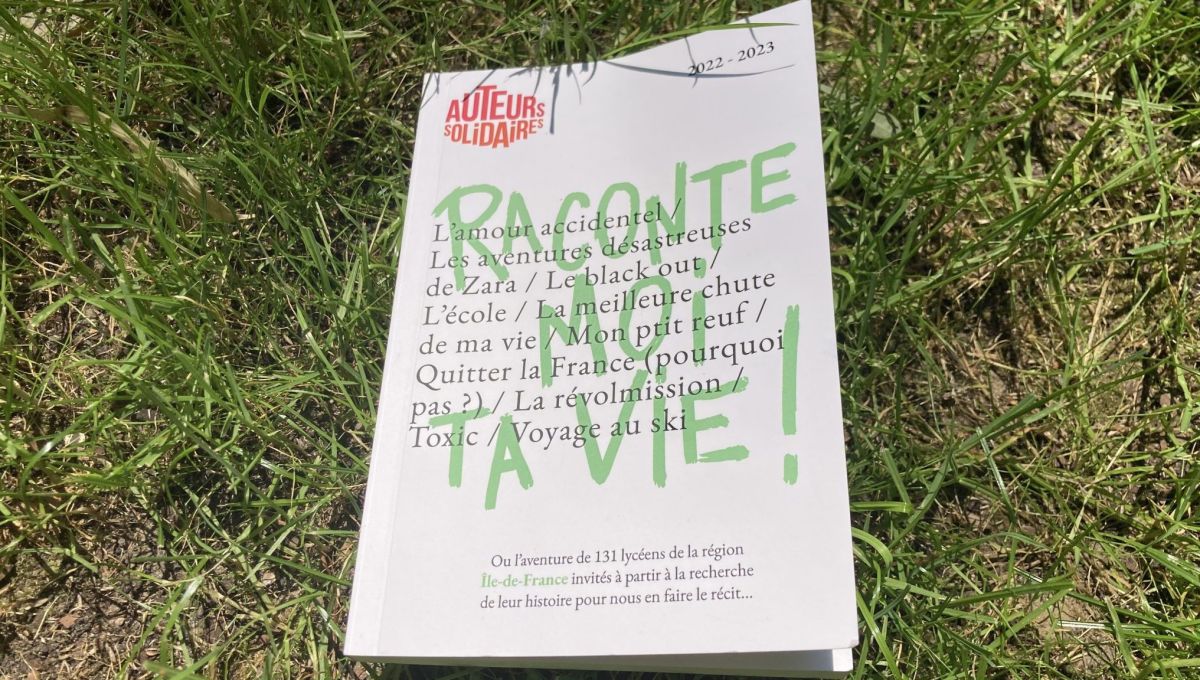 2022 - 2023
AUTEURS
SOLIDAIRES
RACONTE
MOI
TA VIE !
L'amour accidentel /
Les aventures désastreuses
de Zara / Le black out /
L'école / La meilleure chute
de ma vie / Mon ptit reuf /
Quitter la France (pourquoi
pas ?) / La révolmission /
Toxic / Voyage au ski
Ou l'aventure de 131 lycéens de la région
Île-de-France invités à partir à la recherche
de leur histoire pour nous en faire le récit...